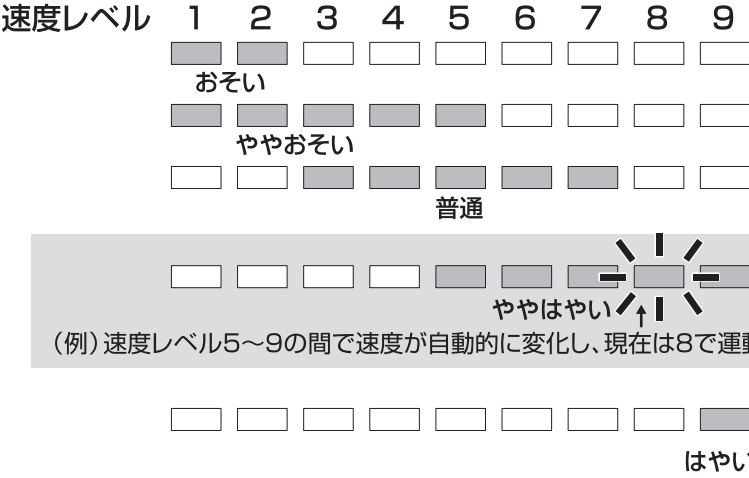 速度レベル 1 2 3 4 5 6 7 8 9
おそい
ややおそい
普通
ややはやい
（例）速度レベル5～9の間で速度が自動的に変化し、現在は8で運動
はやい